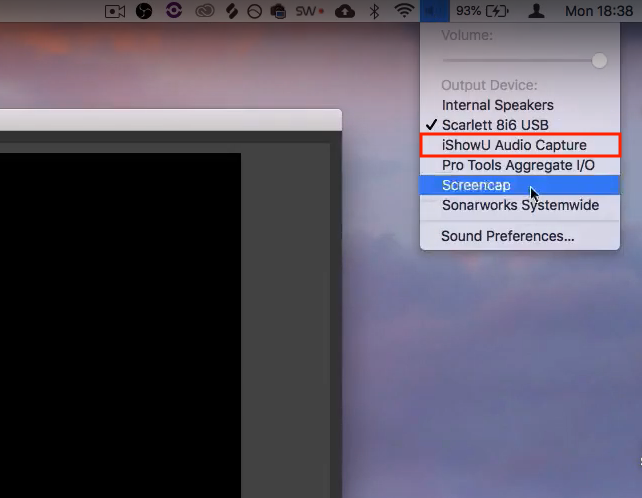 SW 93% Mon 18:38
Volume:
Output Device:
Internal Speakers
✓ Scarlett 8i6 USB
iShowU Audio Capture
Pro Tools Aggregate I/O
Screencap
Sonarworks Systemwide
Sound Preferences...